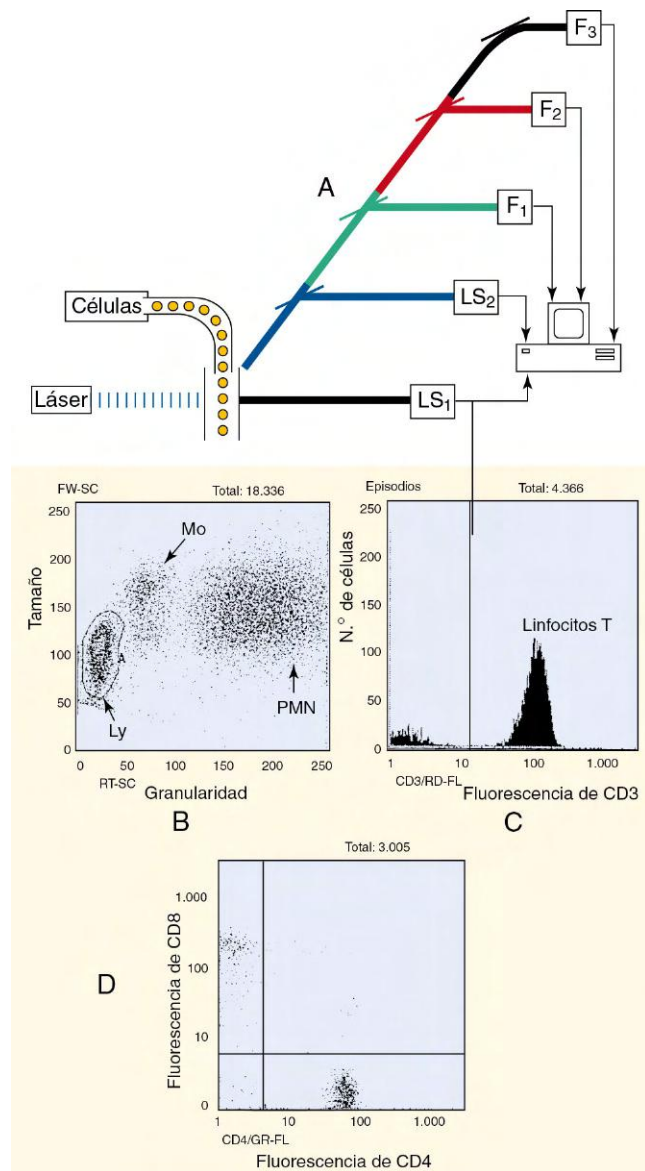 F3
F2
A
F1
Células
LS2
Láser
LS1
FW-SC Total: 18.336
250
200
150
100
50
0
Tamaño
Mo
A
Ly
PMN
0 50 100 150 200 250
RT-SC
Granularidad
B
Episodios Total: 4.366
250
200
150
100
50
0
N.° de células
Linfocitos T
1 10 100 1.000
CD3/RD-FL
Fluorescencia de CD3
C
Total: 3.005
D
Fluorescencia de CD8
1.000
100
10
0
1 10 100 1.000
CD4/GR-FL
Fluorescencia de CD4